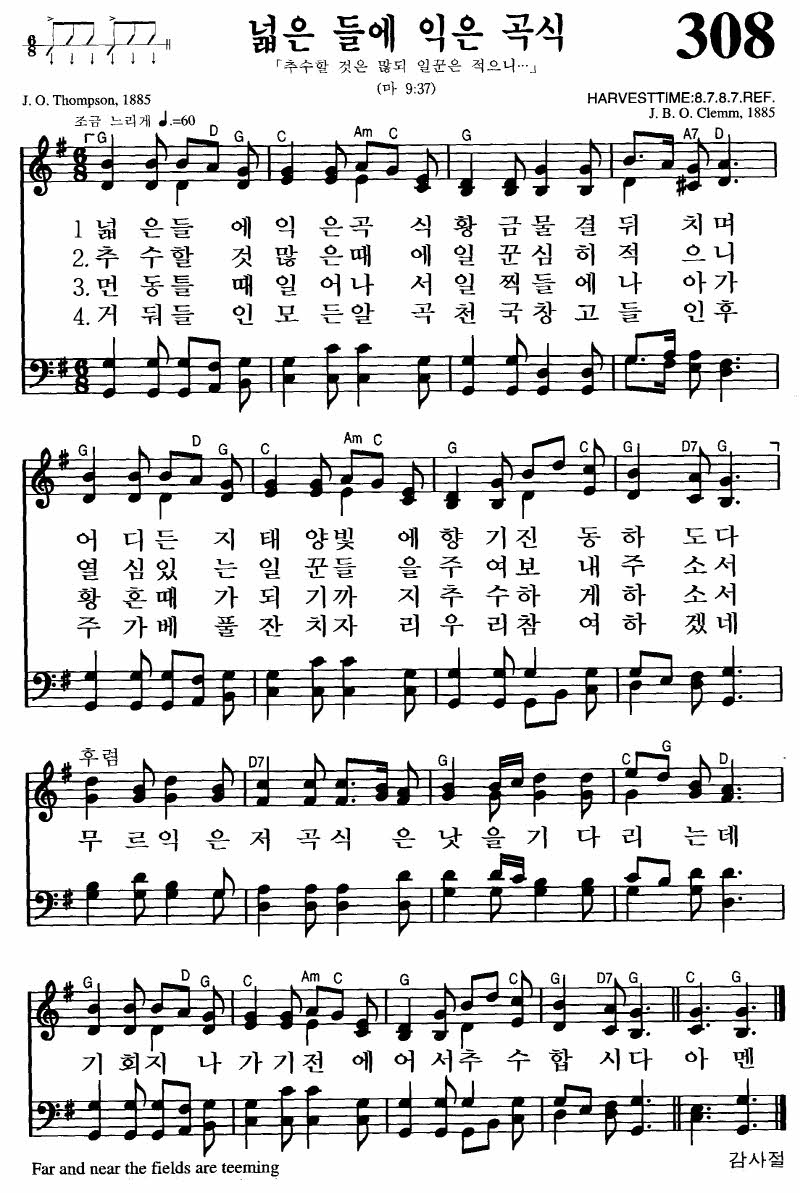 넓은 들에 익은 곡식
308
「추수할 것은 많되 일꾼은 적으니…」
(마 9:37)
J. O. Thompson, 1885
HARVESTTIME:8.7.8.7.REF.
J. B. O. Clemm, 1885
조금 느리게 ♩.=60
G D G C Am C G A7 D
1 넓 은들 에 익 은곡 식 황 금물 결 뒤 치며
2. 추 수할 것 많 은때 에 일 꾼심 히 적 으니
3. 먼 동틀 때 일 어나 서 일 찍들 에 나 아가
4. 거 둬들 인 모 든알 곡 천 국창 고 들 인후
G D G C Am C G C G D7 G
어 디든 지 태 양빛 에 향 기진 동 하 도다
열 심있 는 일 꾼들 을 주 여보 내 주 소서
황 혼때 가 되 기까 지 추 수하 게 하 소서
주 가베 풀 잔 치자 리 우 리참 여 하 겠네
후렴
G D7 G C G D
무 르익 은 저 곡식 은 낫 을기 다 리 는데
G D G C Am C G C G D7 G C G
기 회지 나 가 기전 에 어 서추 수 합 시다 아 멘
Far and near the fields are teeming
감사절